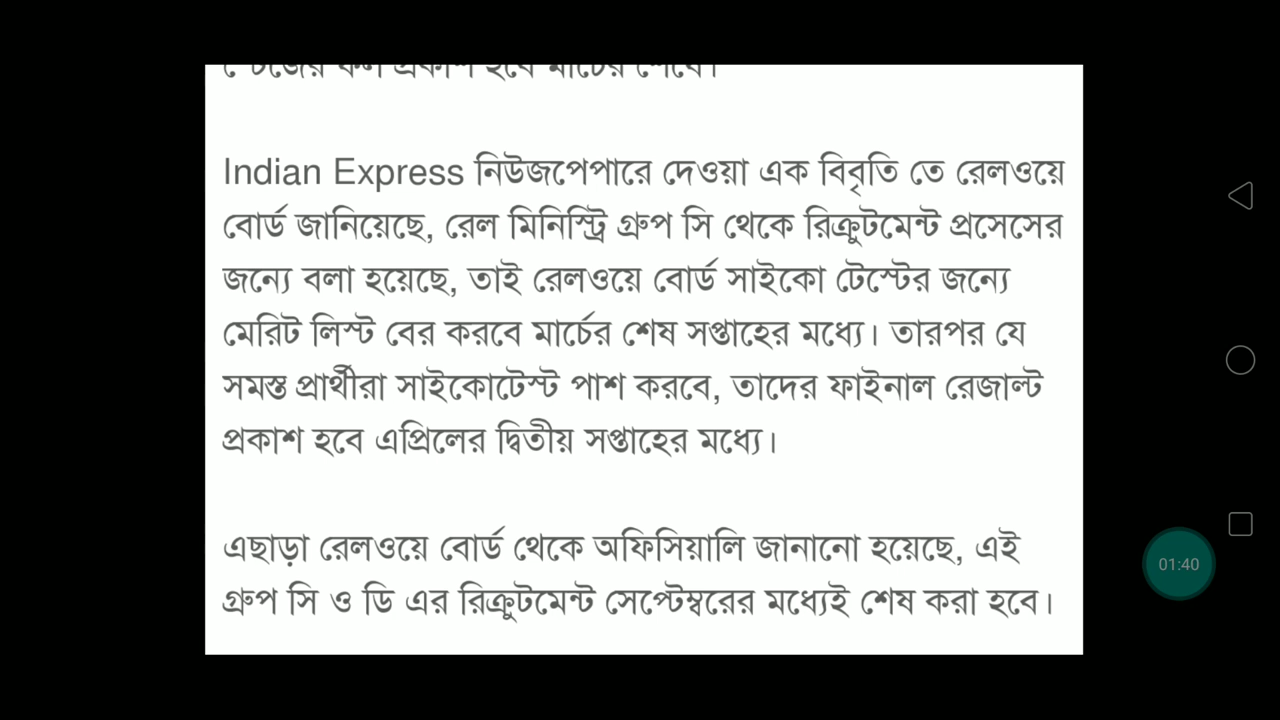 প্রকাশ হবে মার্চের শেষে।
Indian Express নিউজপেপারে দেওয়া এক বিবৃতি তে রেলওয়ে
বোর্ড জানিয়েছে, রেল মিনিস্ট্রি গ্রুপ সি থেকে রিক্রুটমেন্ট প্রসেসের
জন্যে বলা হয়েছে, তাই রেলওয়ে বোর্ড সাইকো টেস্টের জন্যে
মেরিট লিস্ট বের করবে মার্চের শেষ সপ্তাহের মধ্যে। তারপর যে
সমস্ত প্রার্থীরা সাইকোটেস্ট পাশ করবে, তাদের ফাইনাল রেজাল্ট
প্রকাশ হবে এপ্রিলের দ্বিতীয় সপ্তাহের মধ্যে।
এছাড়া রেলওয়ে বোর্ড থেকে অফিসিয়ালি জানানো হয়েছে, এই
গ্রুপ সি ও ডি এর রিক্রুটমেন্ট সেপ্টেম্বরের মধ্যেই শেষ করা হবে।
01:40